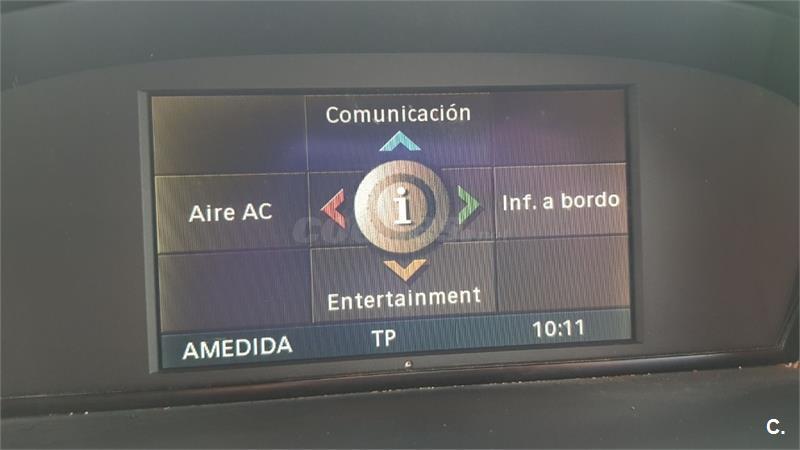 Comunicación
Aire AC
i
Inf. a bordo
Entertainment
AMEDIDA
TP
10:11
C.